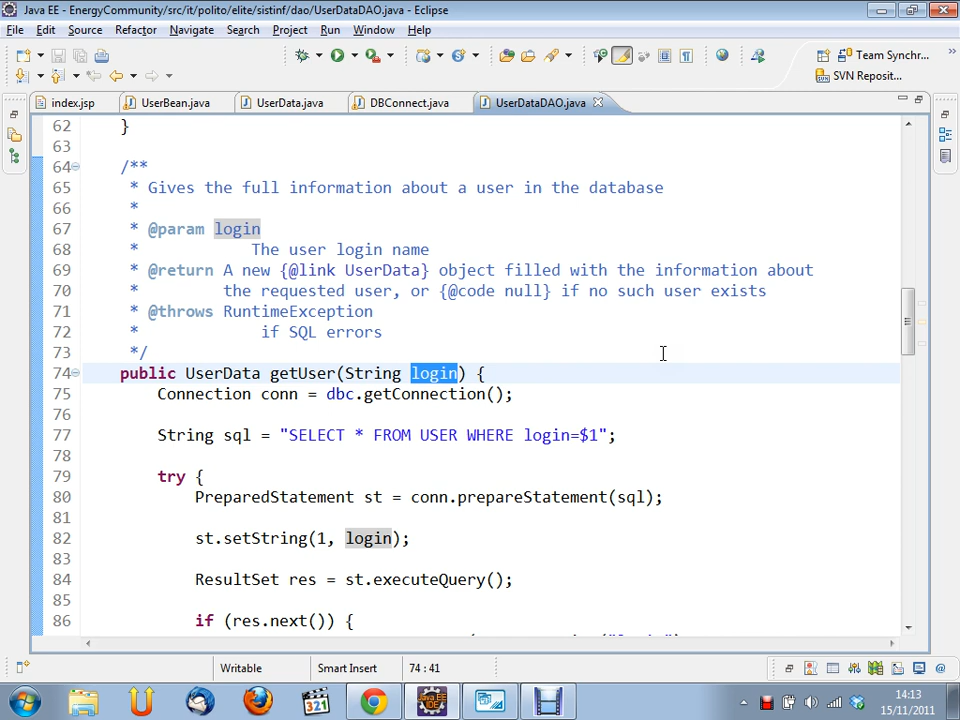 Java EE - EnergyCommunity/src/it/polito/elite/sistinf/dao/UserDataDAO.java - Eclipse
File Edit Source Refactor Navigate Search Project Run Window Help
Team Synchr...
SVN Reposit...
index.jsp UserBean.java UserData.java DBConnect.java UserDataDAO.java
62 }
63
64 /**
65 * Gives the full information about a user in the database
66 *
67 * @param login
68 * The user login name
69 * @return A new {@link UserData} object filled with the information about
70 * the requested user, or {@code null} if no such user exists
71 * @throws RuntimeException
72 * if SQL errors
73 */
74 public UserData getUser(String login) {
75 Connection conn = dbc.getConnection();
76
77 String sql = "SELECT * FROM USER WHERE login=$1";
78
79 try {
80 PreparedStatement st = conn.prepareStatement(sql);
81
82 st.setString(1, login);
83
84 ResultSet res = st.executeQuery();
85
86 if (res.next()) {
Writable Smart Insert 74 : 41
14:13
15/11/2011